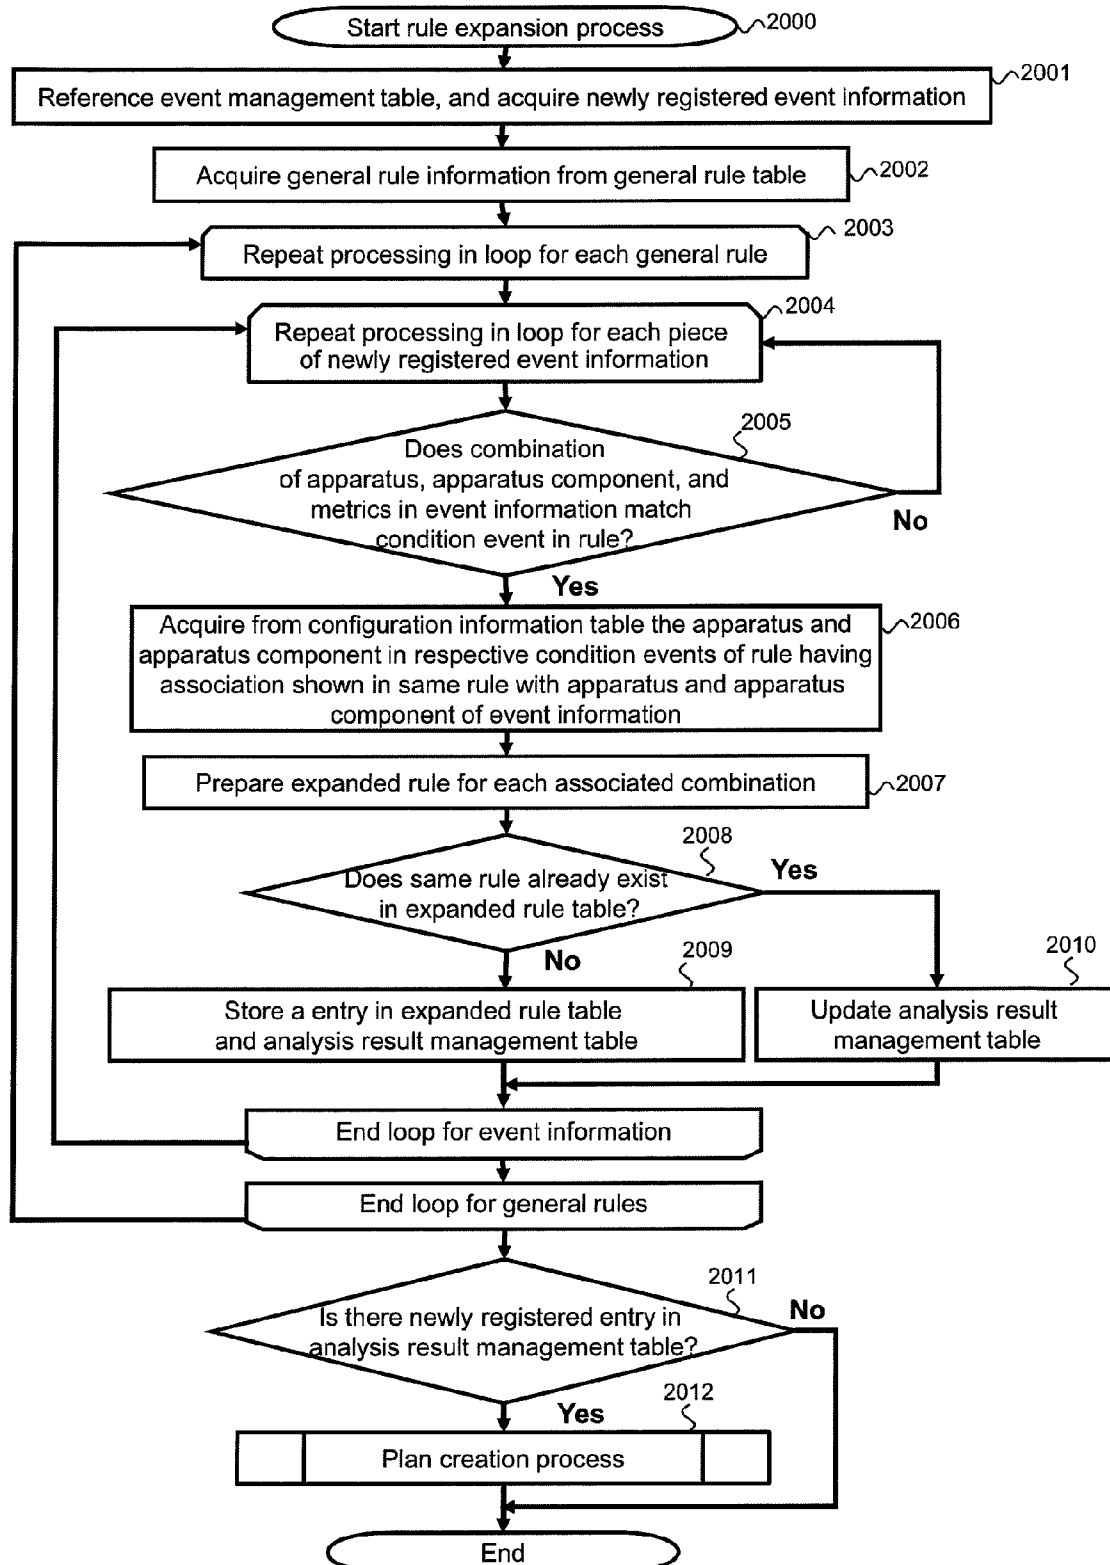 Start rule expansion process
2000
2001
Reference event management table, and acquire newly registered event information
2002
Acquire general rule information from general rule table
2003
Repeat processing in loop for each general rule
2004
Repeat processing in loop for each piece
of newly registered event information
2005
Does combination
of apparatus, apparatus component, and
metrics in event information match
condition event in rule?
No
Yes
2006
Acquire from configuration information table the apparatus and
apparatus component in respective condition events of rule having
association shown in same rule with apparatus and apparatus
component of event information
2007
Prepare expanded rule for each associated combination
2008
Does same rule already exist
in expanded rule table?
Yes
No
2009
Store a entry in expanded rule table
and analysis result management table
2010
Update analysis result
management table
End loop for event information
End loop for general rules
2011
Is there newly registered entry in
analysis result management table?
No
Yes
2012
Plan creation process
End